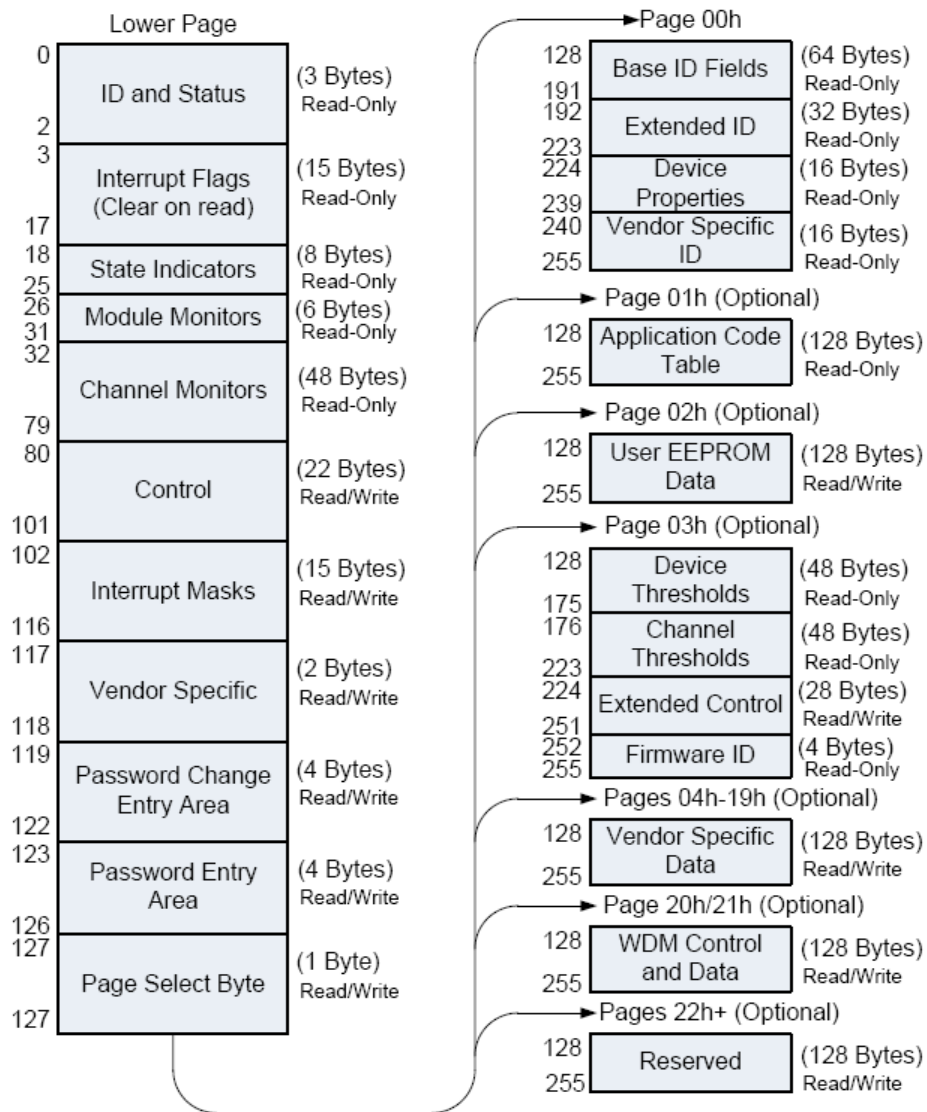 Lower Page
0
ID and Status
(3 Bytes)
Read-Only
2
3
Interrupt Flags
(Clear on read)
(15 Bytes)
Read-Only
17
18
State Indicators
(8 Bytes)
Read-Only
25
26
Module Monitors
(6 Bytes)
Read-Only
31
32
Channel Monitors
(48 Bytes)
Read-Only
79
80
Control
(22 Bytes)
Read/Write
101
102
Interrupt Masks
(15 Bytes)
Read/Write
116
117
Vendor Specific
(2 Bytes)
Read/Write
118
119
Password Change
Entry Area
(4 Bytes)
Read/Write
122
123
Password Entry
Area
(4 Bytes)
Read/Write
126
127
Page Select Byte
(1 Byte)
Read/Write
127
Page 00h
128
Base ID Fields
(64 Bytes)
Read-Only
191
192
Extended ID
(32 Bytes)
Read-Only
223
224
Device
Properties
(16 Bytes)
Read-Only
239
240
Vendor Specific
ID
(16 Bytes)
Read-Only
255
Page 01h (Optional)
128
Application Code
Table
(128 Bytes)
Read-Only
255
Page 02h (Optional)
128
User EEPROM
Data
(128 Bytes)
Read/Write
255
Page 03h (Optional)
128
Device
Thresholds
(48 Bytes)
Read-Only
175
176
Channel
Thresholds
(48 Bytes)
Read-Only
223
224
Extended Control
(28 Bytes)
Read/Write
251
252
Firmware ID
(4 Bytes)
Read-Only
255
Pages 04h-19h (Optional)
128
Vendor Specific
Data
(128 Bytes)
Read/Write
255
Page 20h/21h (Optional)
128
WDM Control
and Data
(128 Bytes)
Read/Write
255
Pages 22h+ (Optional)
128
Reserved
(128 Bytes)
Read/Write
255